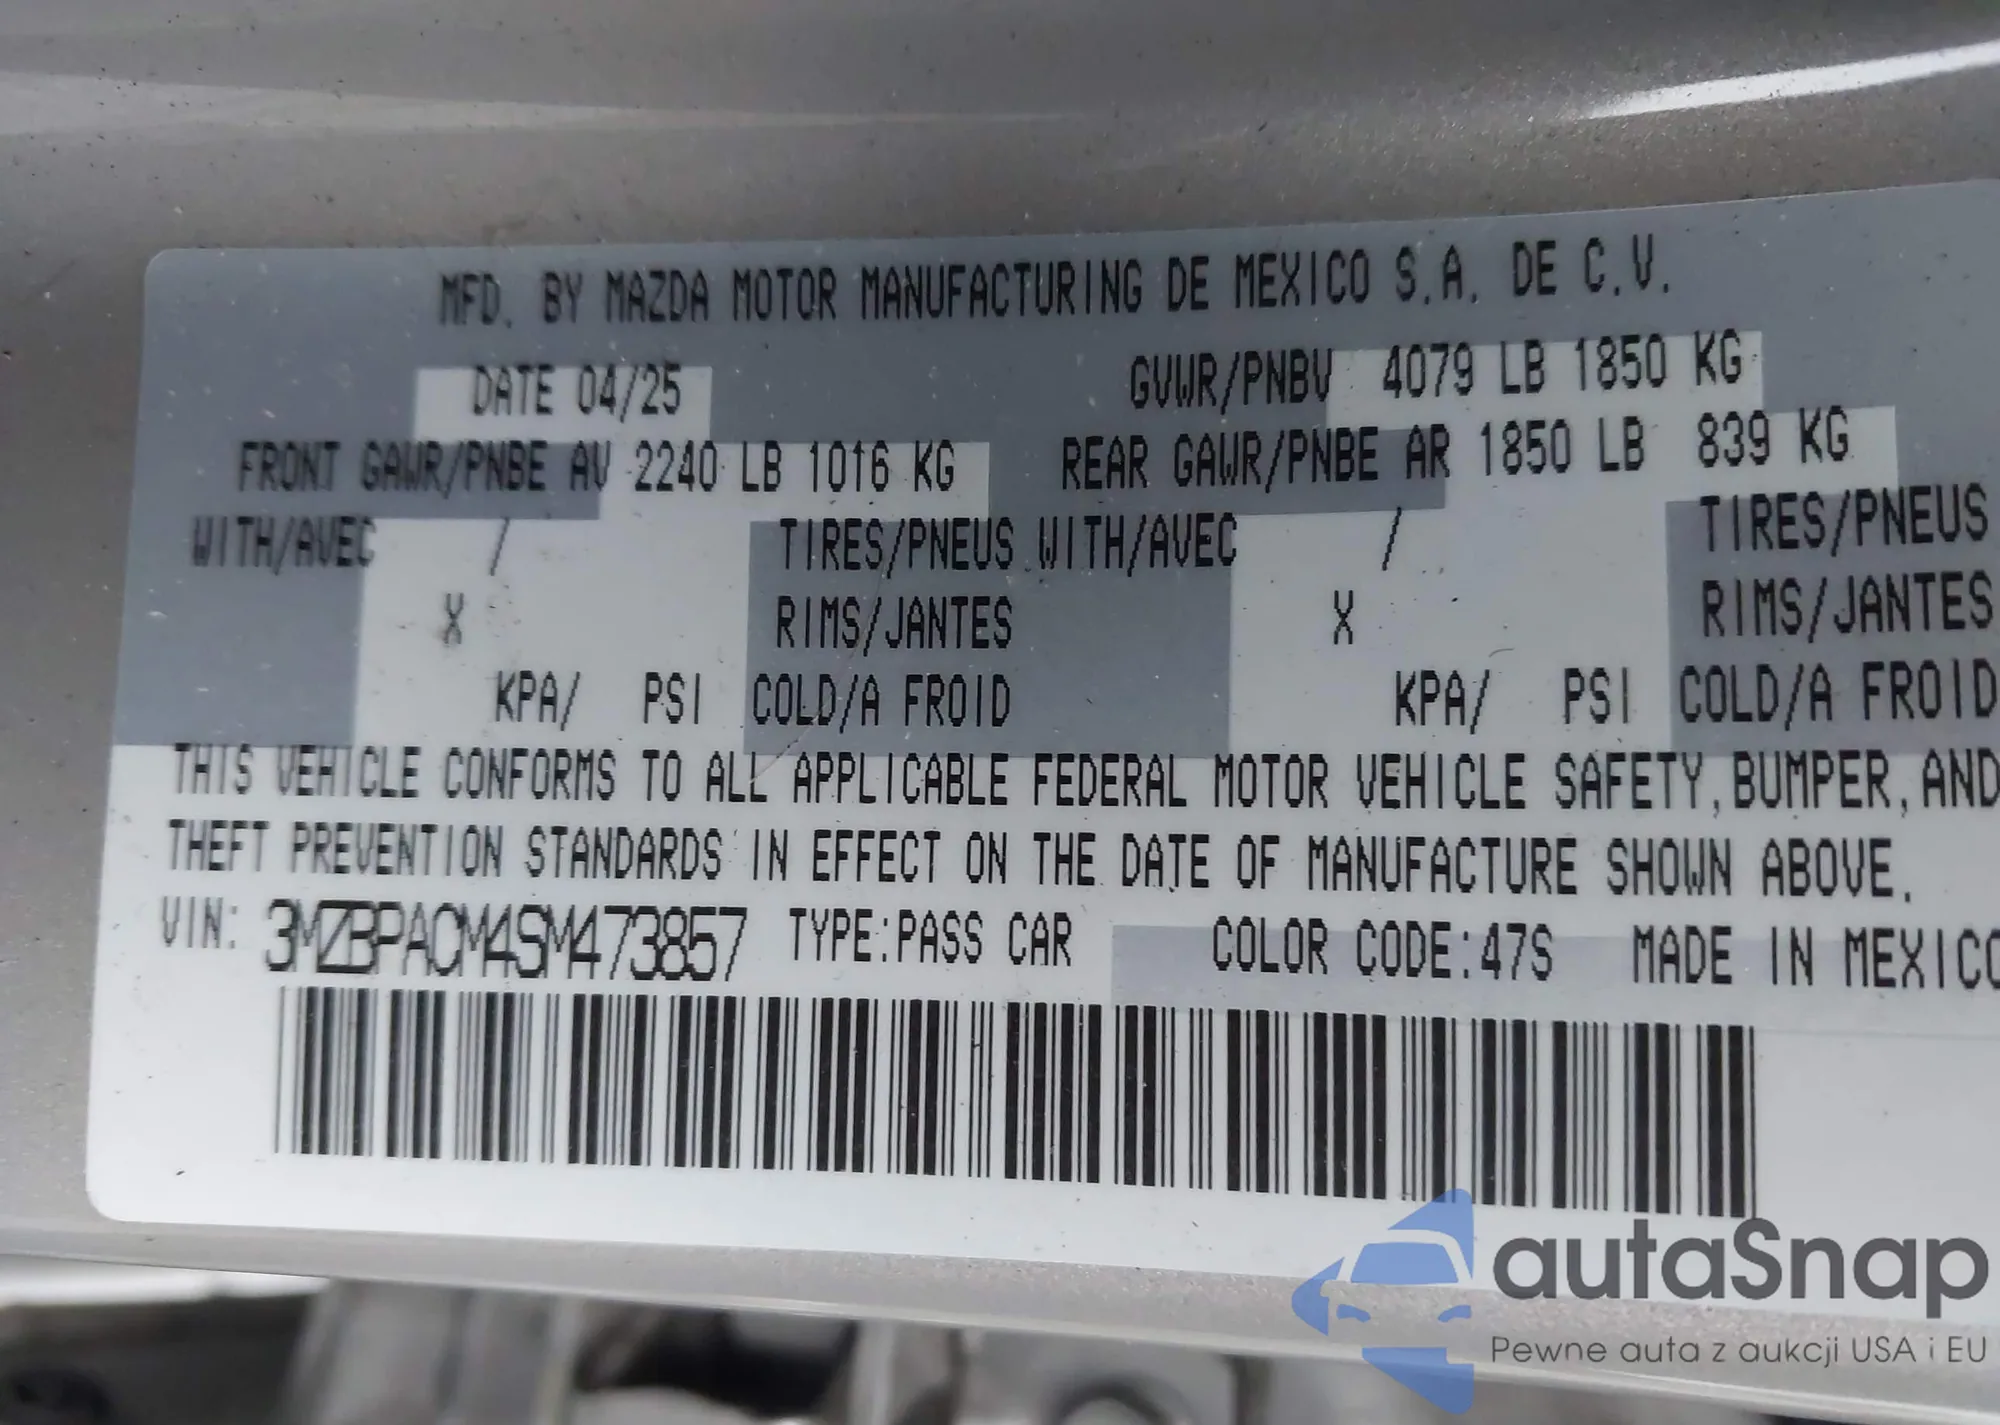 MFD. BY MAZDA MOTOR MANUFACTURING DE MEXICO S.A. DE C.V.
DATE 04/25 GVWR/PNBV 4079 LB 1850 KG
FRONT GAWR/PNBE AV 2240 LB 1016 KG REAR GAWR/PNBE AR 1850 LB 839 KG
WITH/AVEC / TIRES/PNEUS WITH/AVEC / TIRES/PNEUS
X RIMS/JANTES X RIMS/JANTES
KPA/ PSI COLD/A FROID KPA/ PSI COLD/A FROID
THIS VEHICLE CONFORMS TO ALL APPLICABLE FEDERAL MOTOR VEHICLE SAFETY, BUMPER, AND
THEFT PREVENTION STANDARDS IN EFFECT ON THE DATE OF MANUFACTURE SHOWN ABOVE.
VIN: 3MZBPACM4SM473857 TYPE:PASS CAR COLOR CODE:47S MADE IN MEXICO
autaSnap
Pewne auta z aukcji USA i EU